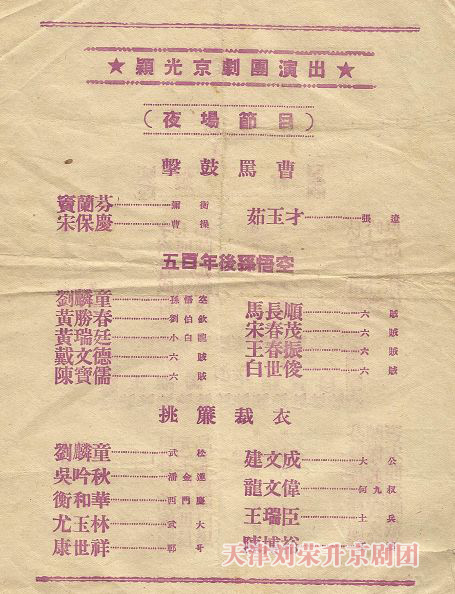 ★穎光京劇團演出★
(夜場節目)
擊鼓罵曹
竇蘭芬 禰衡
宋保慶 曹操
茹玉才 張遼
五百年後孫悟空
劉麟童 孫悟空
黃勝春 劉伯欽
黃瑞廷 小白龍
戴文德 六賊
陳寶儒 六賊
馬長順 六賊
宋春茂 六賊
王春振 六賊
白世俊 六賊
挑簾裁衣
劉麟童 武松
吳吟秋 潘金蓮
衡和華 西門慶
尤玉林 武大
康世祥 鄆哥
建文成 大公
龍文偉 何九叔
王瑞臣 士兵
天津刘荣升京剧团